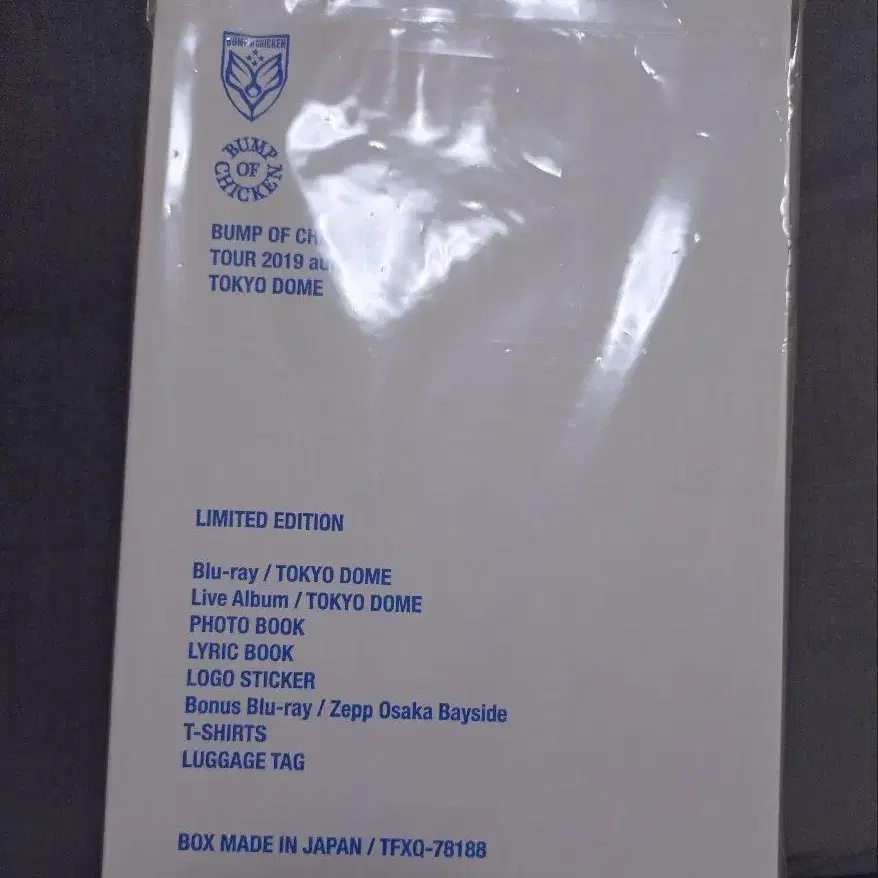 BUMP OF CHICKEN
BUMP
OF
CHICKEN
BUMP OF
TOUR 2019
TOKYO DOME
LIMITED EDITION
Blu-ray / TOKYO DOME
Live Album / TOKYO DOME
PHOTO BOOK
LYRIC BOOK
LOGO STICKER
Bonus Blu-ray / Zepp Osaka Bayside
T-SHIRTS
LUGGAGE TAG
BOX MADE IN JAPAN / TFXQ-78188